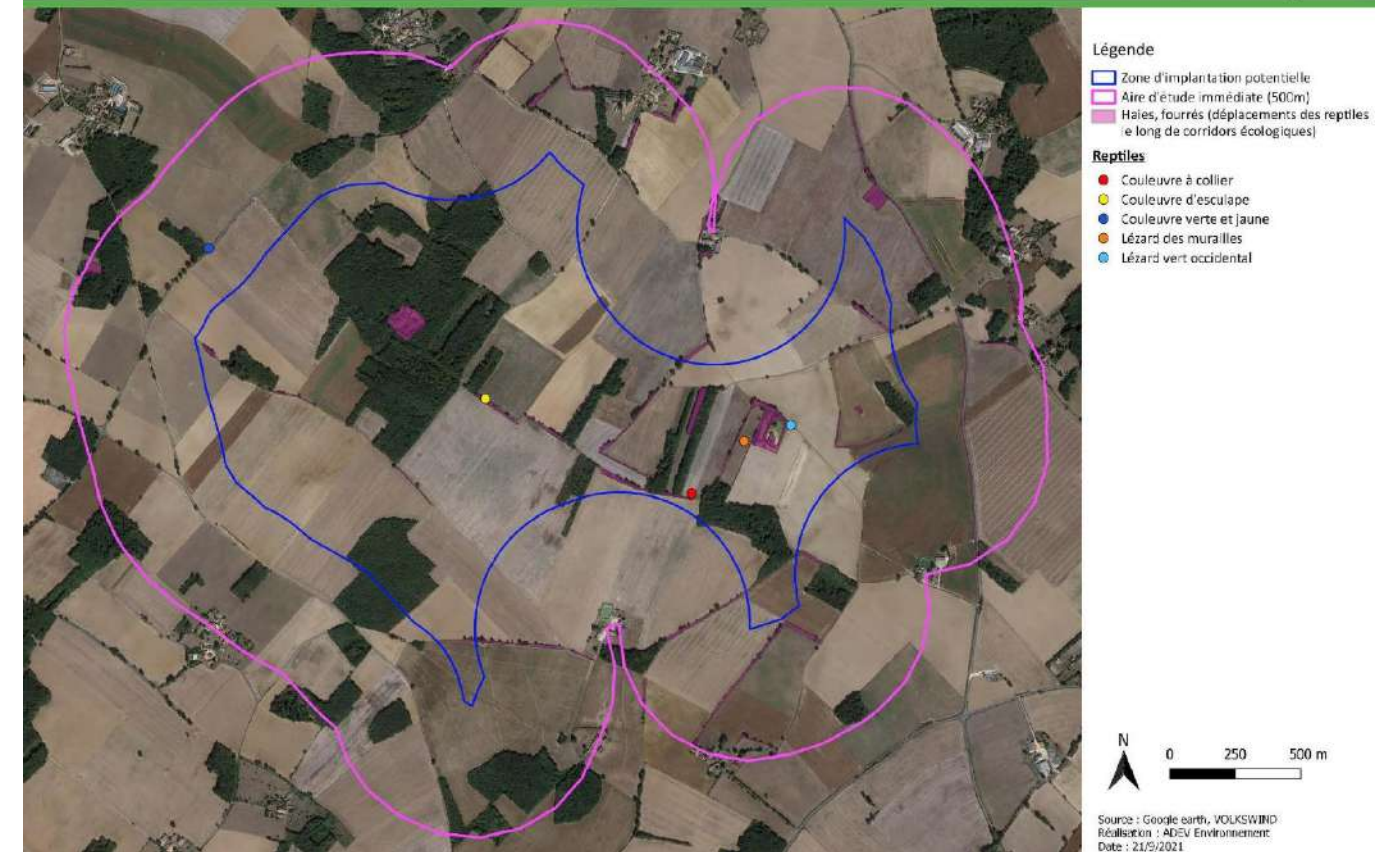 Légende
Zone d'implantation potentielle
Aire d'étude immédiate (500m)
Haies, fourrés (déplacements des reptiles
le long de corridors écologiques)
Reptiles
Couleuvre à collier
Couleuvre d'esculape
Couleuvre verte et jaune
Lézard des murailles
Lézard vert occidental
N
0 250 500 m
Source : Google earth, VOLKSWIND
Réalisation : ADEV Environnement
Date : 21/9/2021